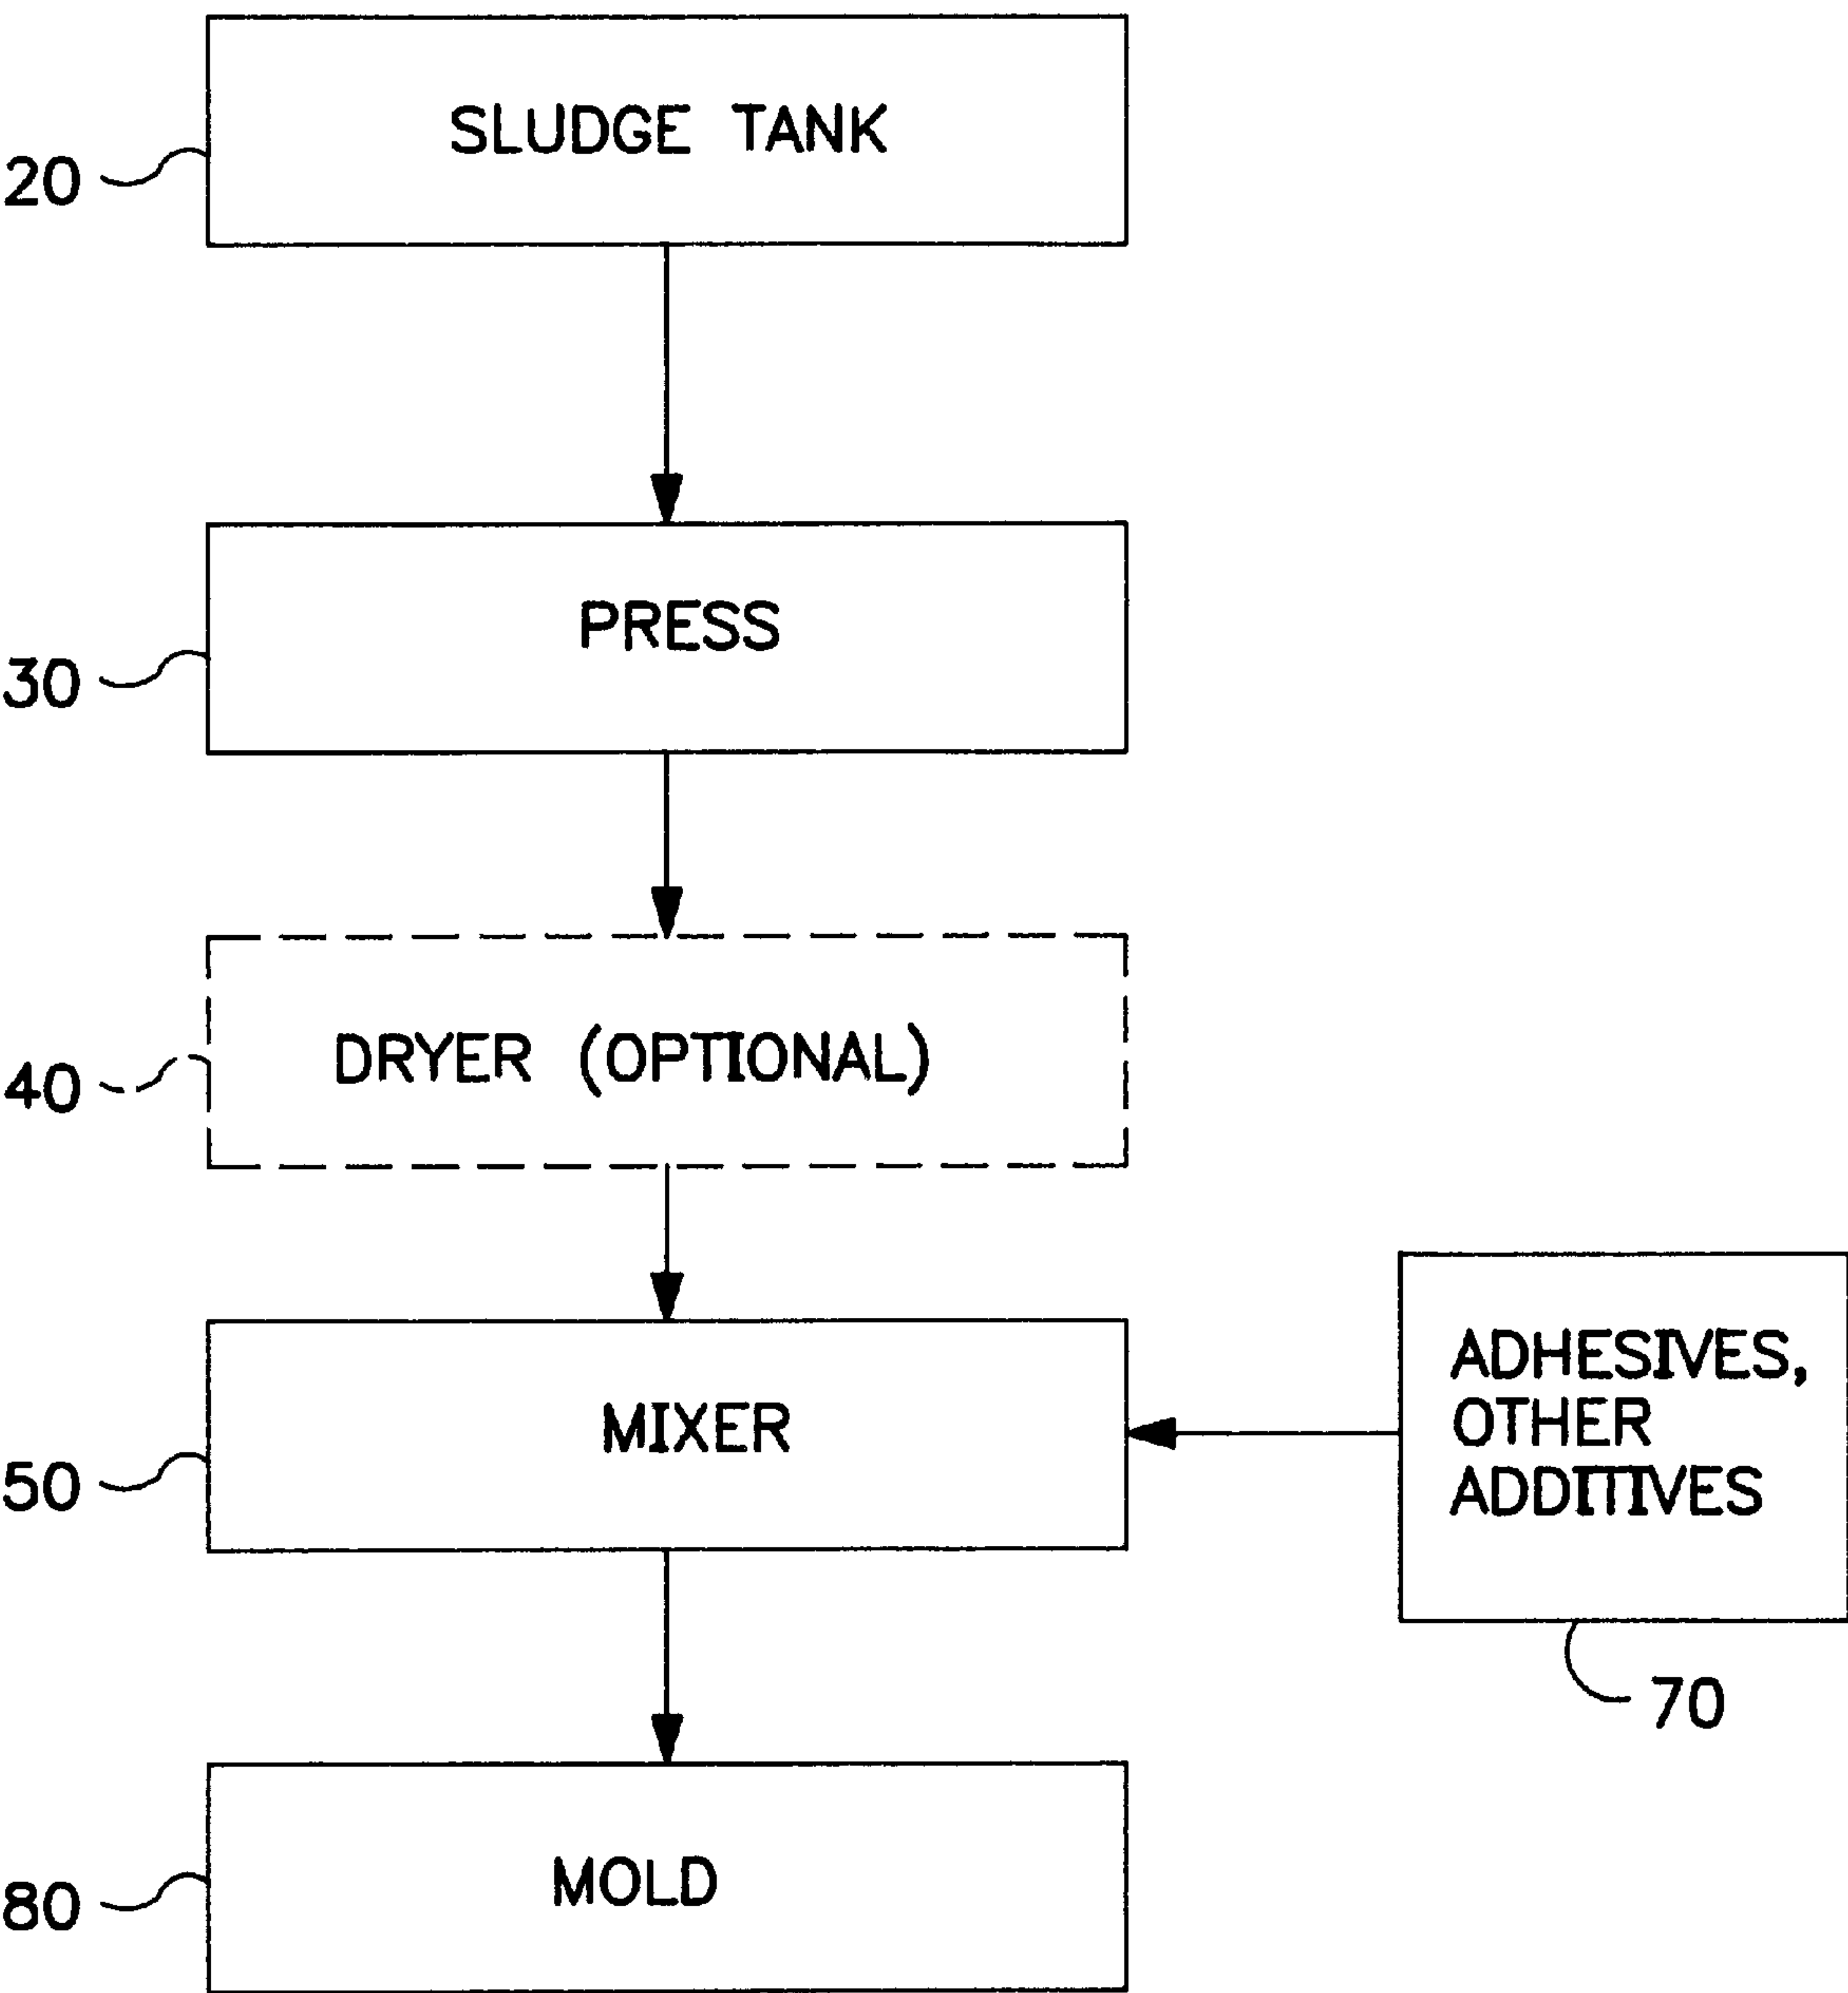 SLUDGE TANK
20
PRESS
30
DRYER (OPTIONAL)
40
MIXER
50
ADHESIVES,
OTHER
ADDITIVES
70
MOLD
80